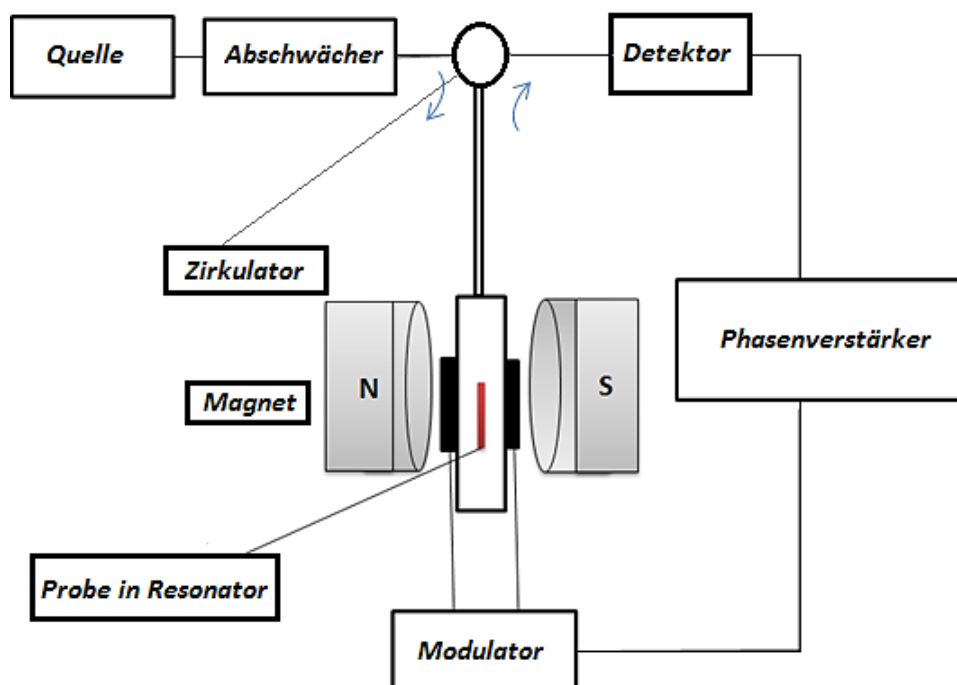 Quelle
Abschwächer
Detektor
Zirkulator
Phasenverstärker
Magnet
N
S
Probe in Resonator
Modulator